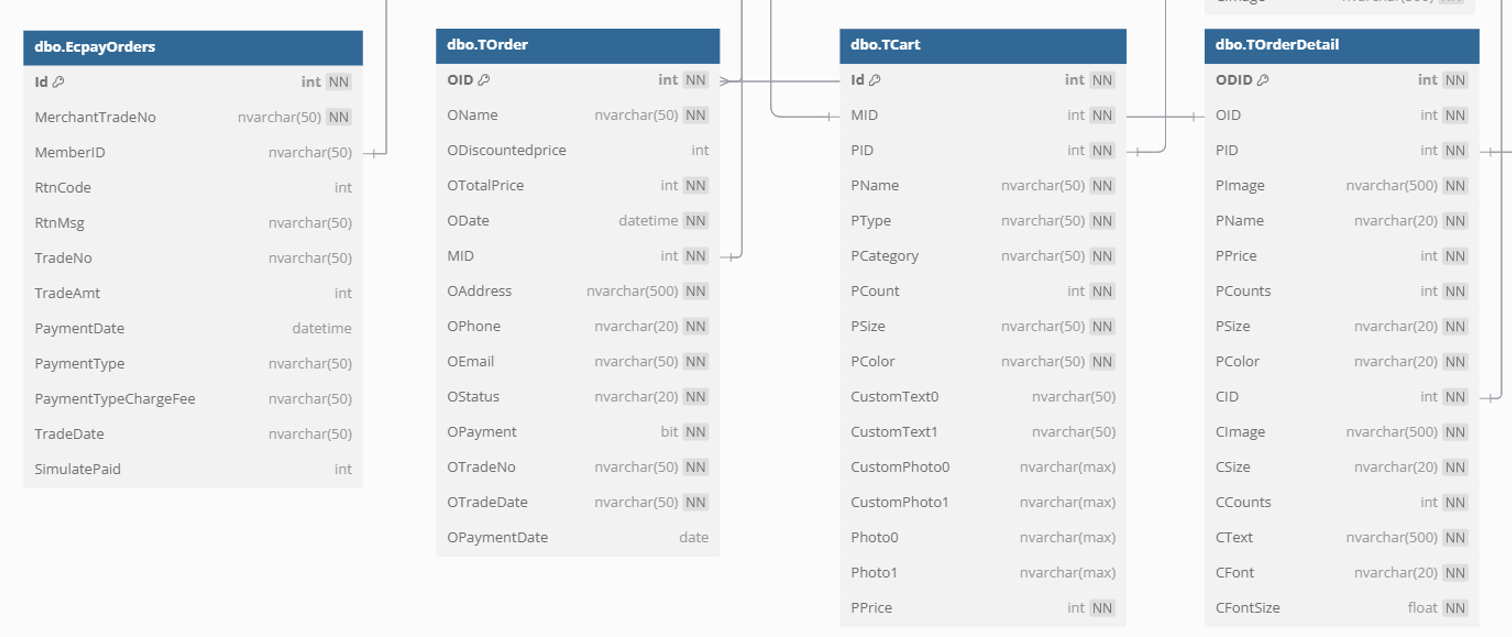 dbo.EcpayOrders
Id int NN
MerchantTradeNo nvarchar(50) NN
MemberID nvarchar(50)
RtnCode int
RtnMsg nvarchar(50)
TradeNo nvarchar(50)
TradeAmt int
PaymentDate datetime
PaymentType nvarchar(50)
PaymentTypeChargeFee nvarchar(50)
TradeDate nvarchar(50)
SimulatePaid int
dbo.TOrder
OID int NN
OName nvarchar(50) NN
ODiscountedprice int
OTotalPrice int NN
ODate datetime NN
MID int NN
OAddress nvarchar(500) NN
OPhone nvarchar(20) NN
OEmail nvarchar(50) NN
OStatus nvarchar(20) NN
OPayment bit NN
OTradeNo nvarchar(50) NN
OTradeDate nvarchar(50) NN
OPaymentDate date
dbo.TCart
Id int NN
MID int NN
PID int NN
PName nvarchar(50) NN
PType nvarchar(50) NN
PCategory nvarchar(50) NN
PCount int NN
PSize nvarchar(50) NN
PColor nvarchar(50) NN
CustomText0 nvarchar(50)
CustomText1 nvarchar(50)
CustomPhoto0 nvarchar(max)
CustomPhoto1 nvarchar(max)
Photo0 nvarchar(max)
Photo1 nvarchar(max)
PPrice int NN
dbo.TOrderDetail
ODID int NN
OID int NN
PID int NN
PImage nvarchar(500) NN
PName nvarchar(20) NN
PPrice int NN
PCounts int NN
PSize nvarchar(20) NN
PColor nvarchar(20) NN
CID int NN
CImage nvarchar(500) NN
CSize nvarchar(20) NN
CCounts int NN
CText nvarchar(500) NN
CFont nvarchar(20) NN
CFontSize float NN